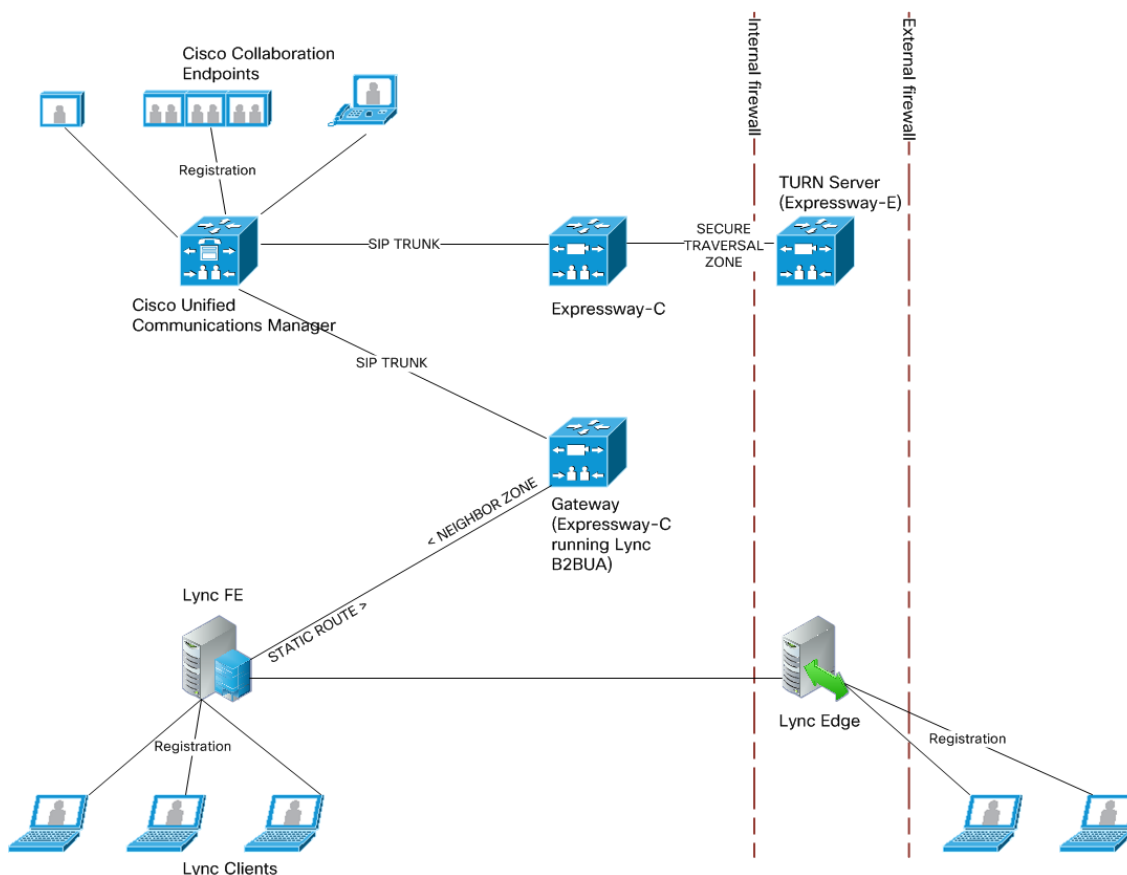 Cisco Collaboration
Endpoints
Internal firewall
External firewall
Registration
TURN Server
(Expressway-E)
SIP TRUNK
SECURE
TRAVERSAL
ZONE
Cisco Unified
Communications Manager
Expressway-C
SIP TRUNK
< NEIGHBOR ZONE
Gateway
(Expressway-C
running Lync
B2BUA)
Lync FE
STATIC ROUTE >
Lync Edge
Registration
Registration
Lync Clients